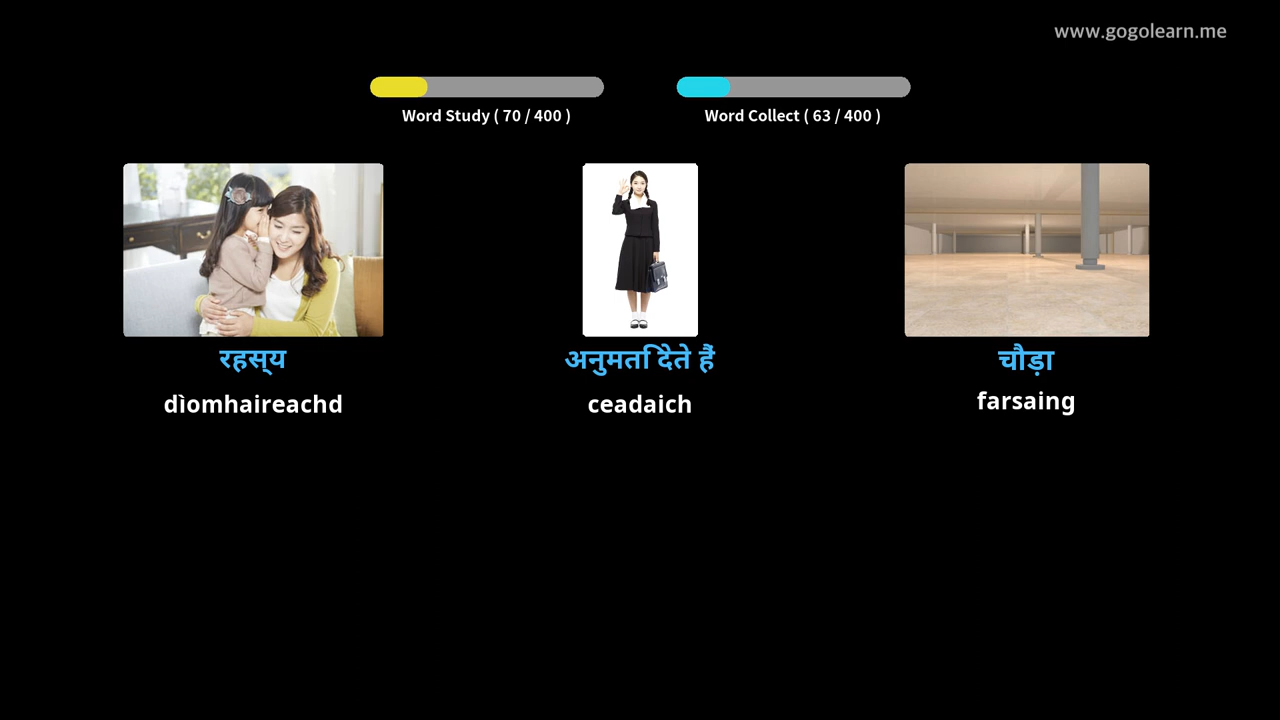 www.gogolearn.me
Word Study ( 70 / 400 )
Word Collect ( 63 / 400 )
रहस्य
अनुमति देते हैं
चौड़ा
dìomhaireachd
ceadaich
farsaing